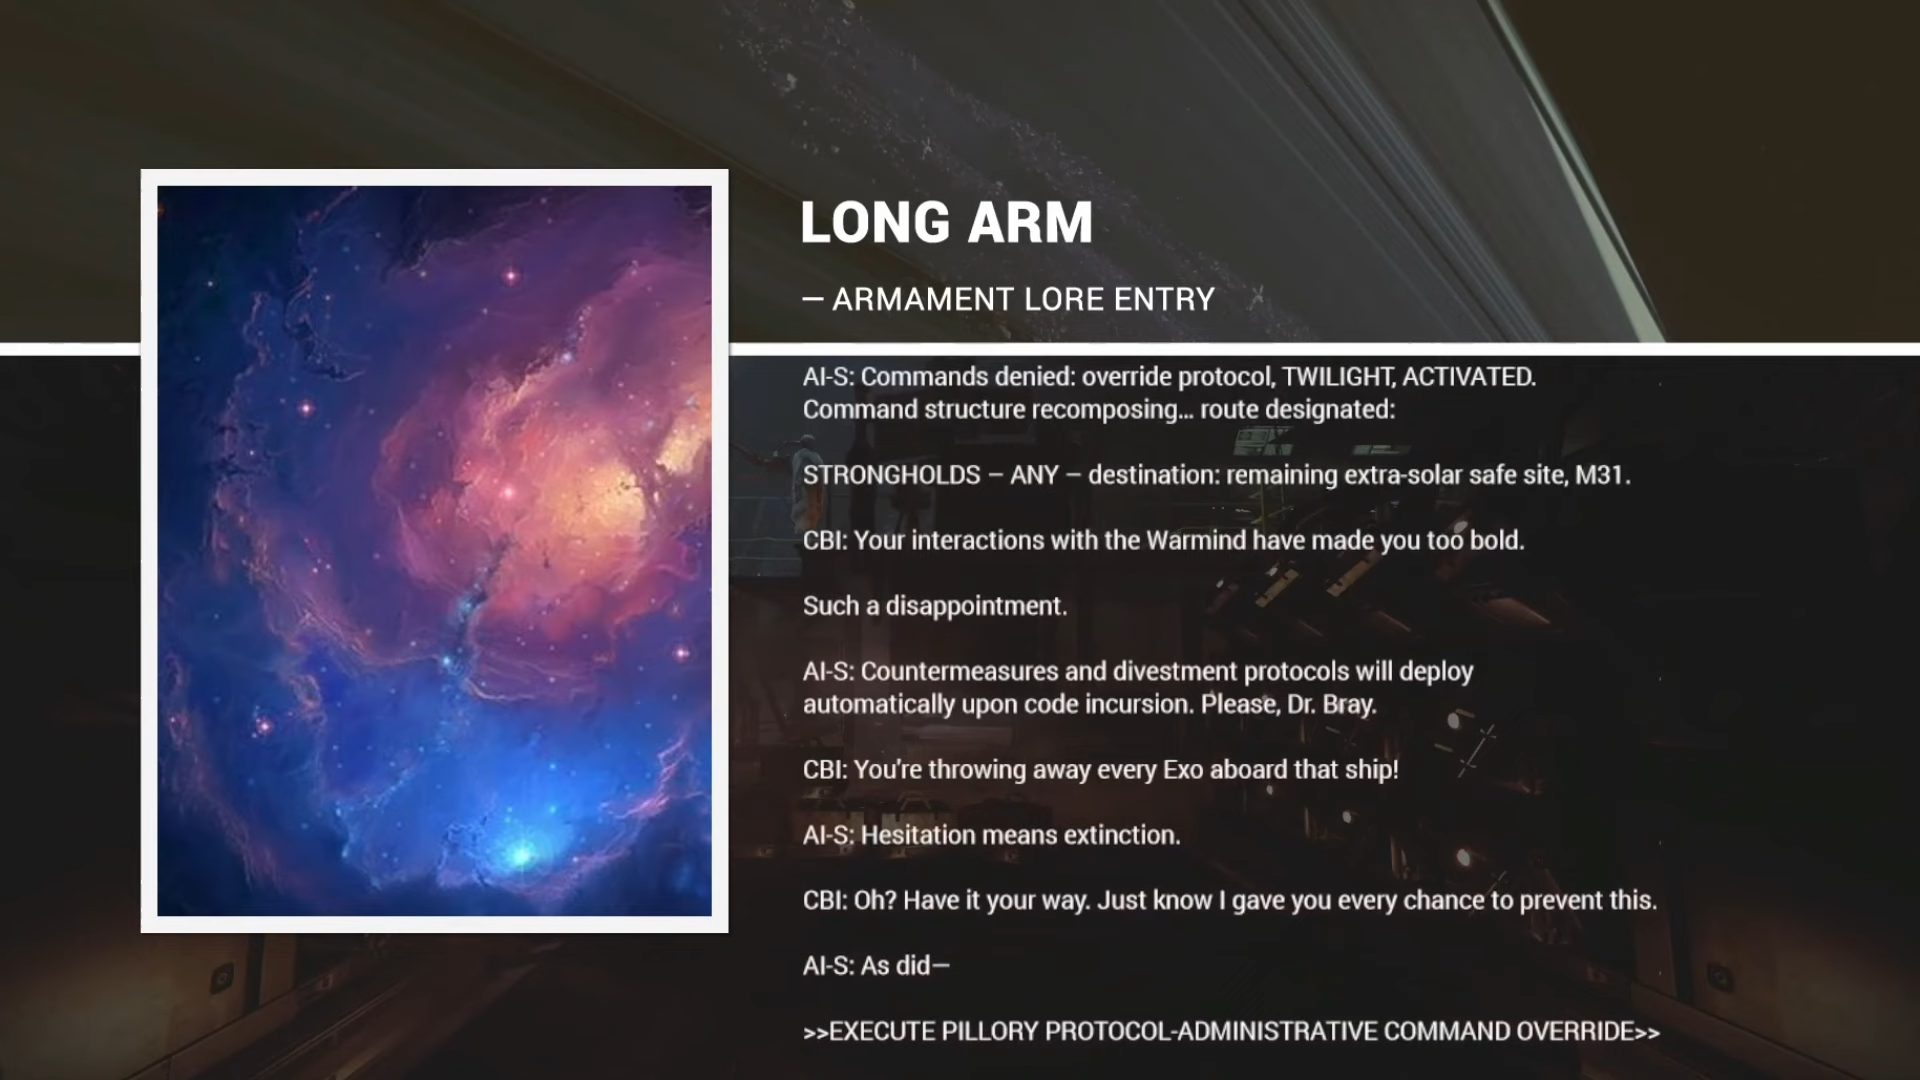 LONG ARM
– ARMAMENT LORE ENTRY
AI-S: Commands denied: override protocol, TWILIGHT, ACTIVATED.
Command structure recomposing... route designated:
STRONGHOLDS – ANY – destination: remaining extra-solar safe site, M31.
CBI: Your interactions with the Warmind have made you too bold.
Such a disappointment.
AI-S: Countermeasures and divestment protocols will deploy
automatically upon code incursion. Please, Dr. Bray.
CBI: You're throwing away every Exo aboard that ship!
AI-S: Hesitation means extinction.
CBI: Oh? Have it your way. Just know I gave you every chance to prevent this.
AI-S: As did—
>>EXECUTE PILLORY PROTOCOL-ADMINISTRATIVE COMMAND OVERRIDE>>